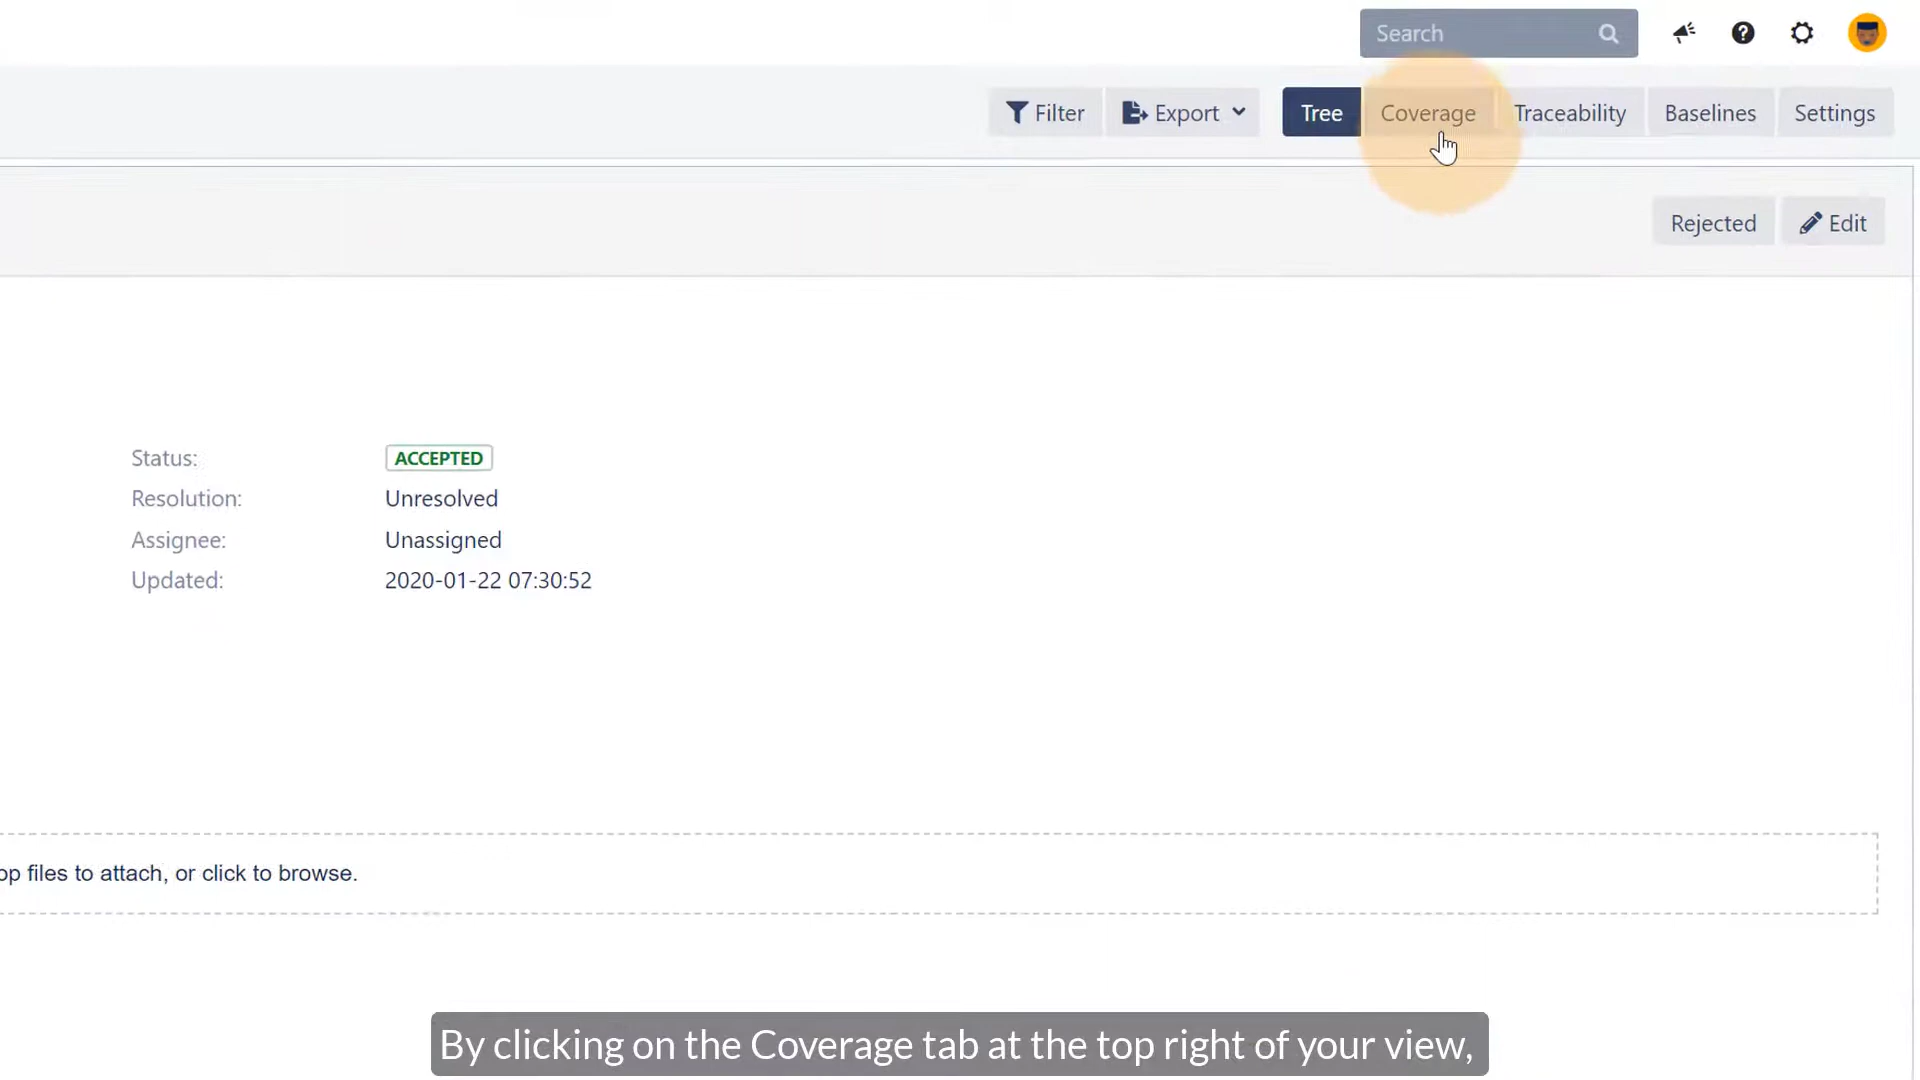 Search
Filter Export Tree Coverage Traceability Baselines Settings
Rejected Edit
Status: ACCEPTED
Resolution: Unresolved
Assignee: Unassigned
Updated: 2020-01-22 07:30:52
op files to attach, or click to browse.
By clicking on the Coverage tab at the top right of your view,